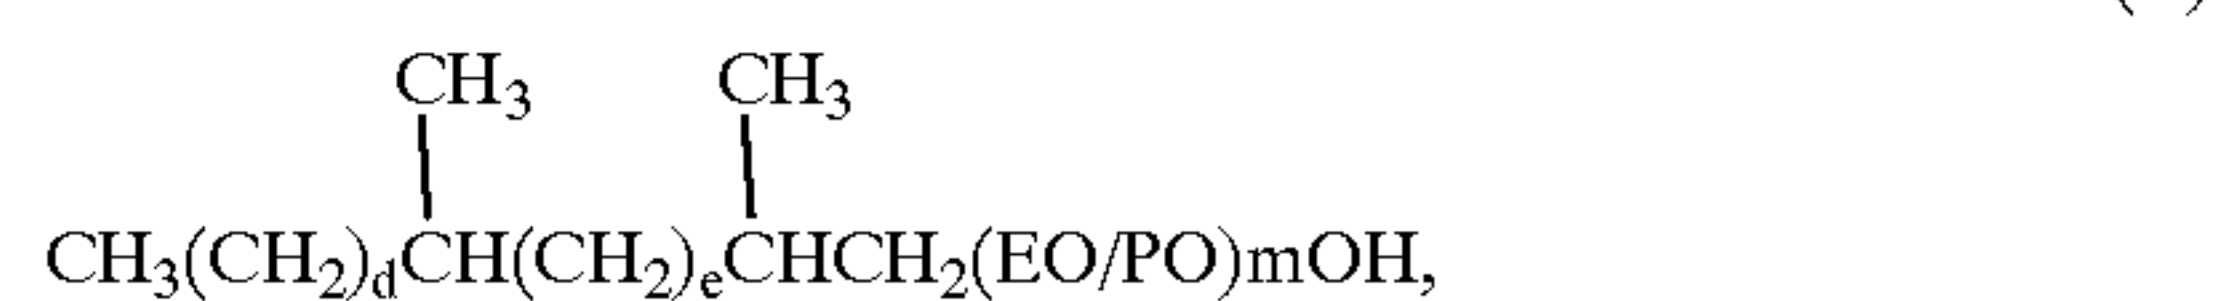 CH₃ CH₃
CH₃(CH₂)dCH(CH₂)ₑCHCH₂(EO/PO)mOH,